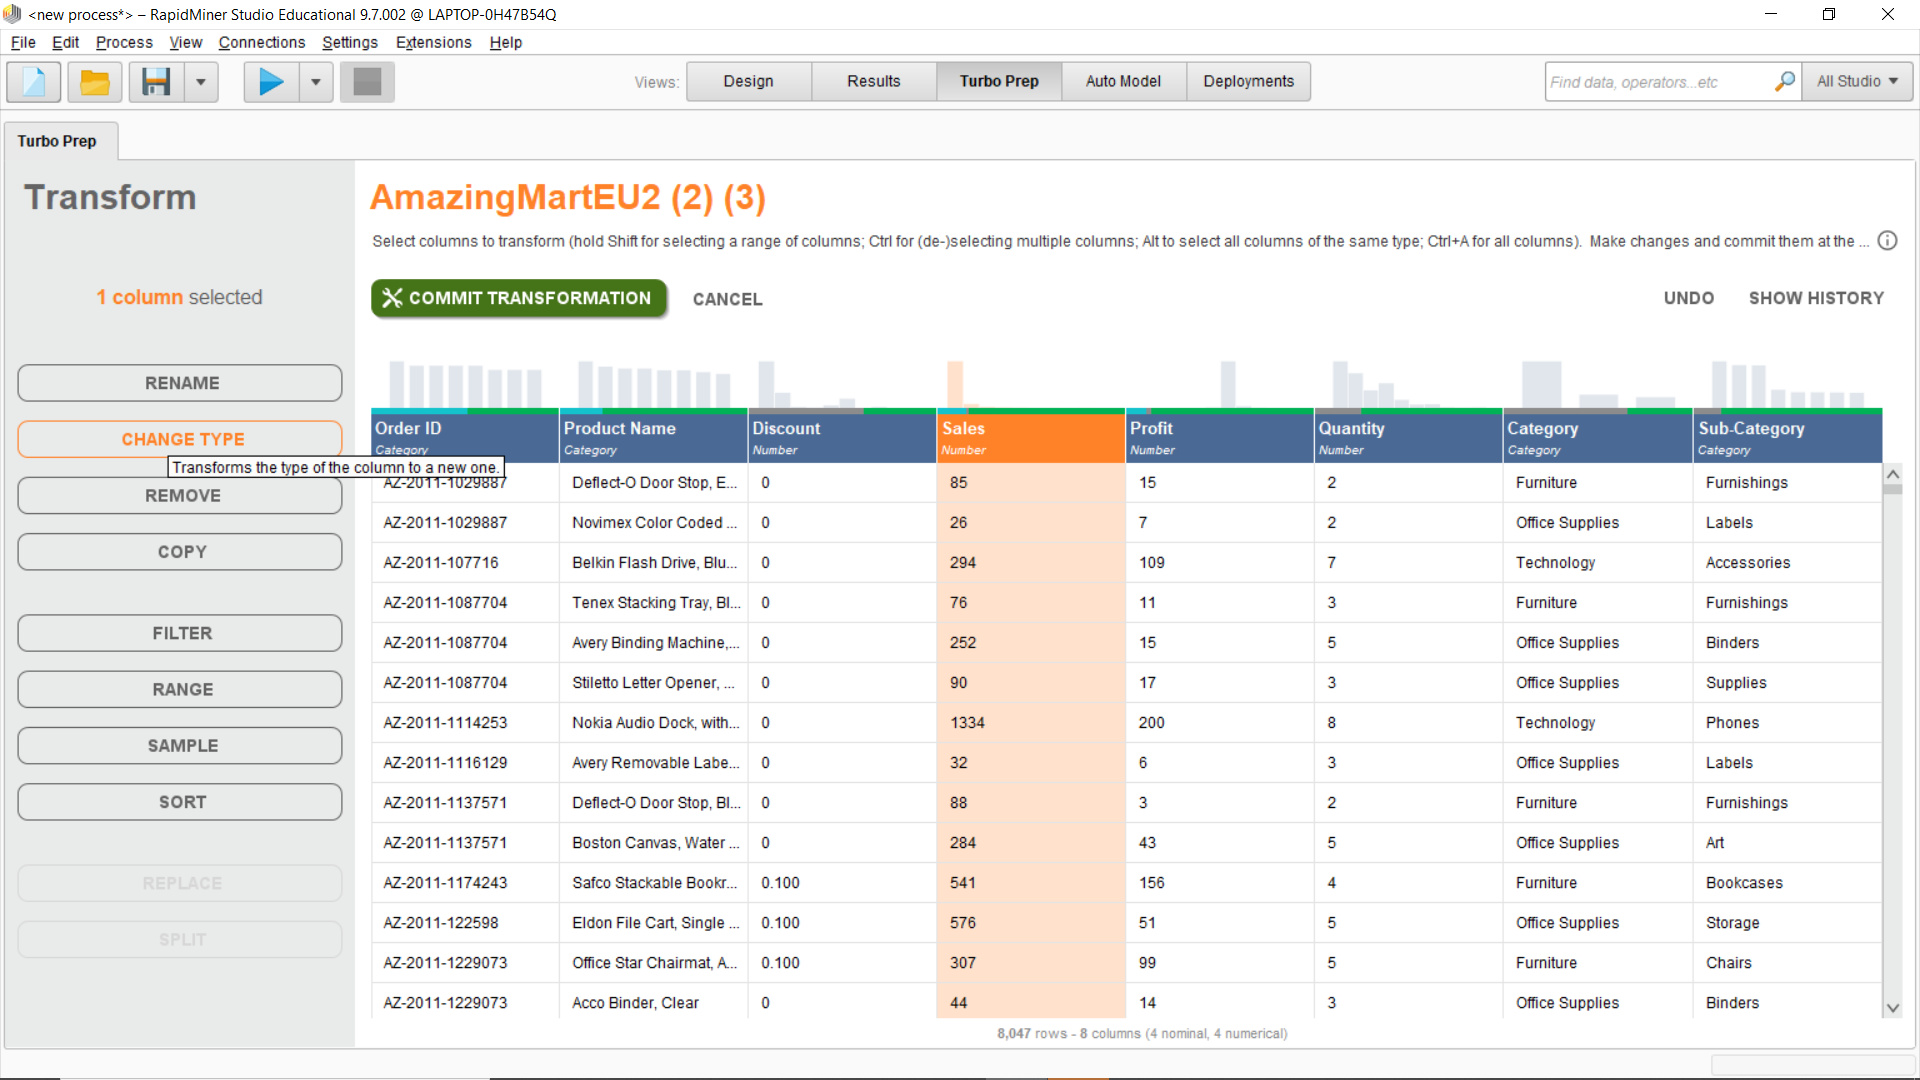 <new process*> – RapidMiner Studio Educational 9.7.002 @ LAPTOP-0H47B54Q
File Edit Process View Connections Settings Extensions Help
Views: Design Results Turbo Prep Auto Model Deployments Find data, operators...etc All Studio
Turbo Prep
Transform
AmazingMartEU2 (2) (3)
Select columns to transform (hold Shift for selecting a range of columns; Ctrl for (de-)selecting multiple columns; Alt to select all columns of the same type; Ctrl+A for all columns). Make changes and commit them at the ...
1 column selected
COMMIT TRANSFORMATION CANCEL UNDO SHOW HISTORY
RENAME
CHANGE TYPE
Transforms the type of the column to a new one.
REMOVE
COPY
FILTER
RANGE
SAMPLE
SORT
REPLACE
SPLIT
Order ID Product Name Discount Sales Profit Quantity Category Sub-Category
Category Category Number Number Number Number Category Category
AZ-2011-1029887 Deflect-O Door Stop, E... 0 85 15 2 Furniture Furnishings
AZ-2011-1029887 Novimex Color Coded ... 0 26 7 2 Office Supplies Labels
AZ-2011-107716 Belkin Flash Drive, Blu... 0 294 109 7 Technology Accessories
AZ-2011-1087704 Tenex Stacking Tray, Bl... 0 76 11 3 Furniture Furnishings
AZ-2011-1087704 Avery Binding Machine,... 0 252 15 5 Office Supplies Binders
AZ-2011-1087704 Stiletto Letter Opener, ... 0 90 17 3 Office Supplies Supplies
AZ-2011-1114253 Nokia Audio Dock, with... 0 1334 200 8 Technology Phones
AZ-2011-1116129 Avery Removable Labe... 0 32 6 3 Office Supplies Labels
AZ-2011-1137571 Deflect-O Door Stop, Bl... 0 88 3 2 Furniture Furnishings
AZ-2011-1137571 Boston Canvas, Water ... 0 284 43 5 Office Supplies Art
AZ-2011-1174243 Safco Stackable Bookr... 0.100 541 156 4 Furniture Bookcases
AZ-2011-122598 Eldon File Cart, Single ... 0.100 576 51 5 Office Supplies Storage
AZ-2011-1229073 Office Star Chairmat, A... 0.100 307 99 5 Furniture Chairs
AZ-2011-1229073 Acco Binder, Clear 0 44 14 3 Office Supplies Binders
8,047 rows - 8 columns (4 nominal, 4 numerical)